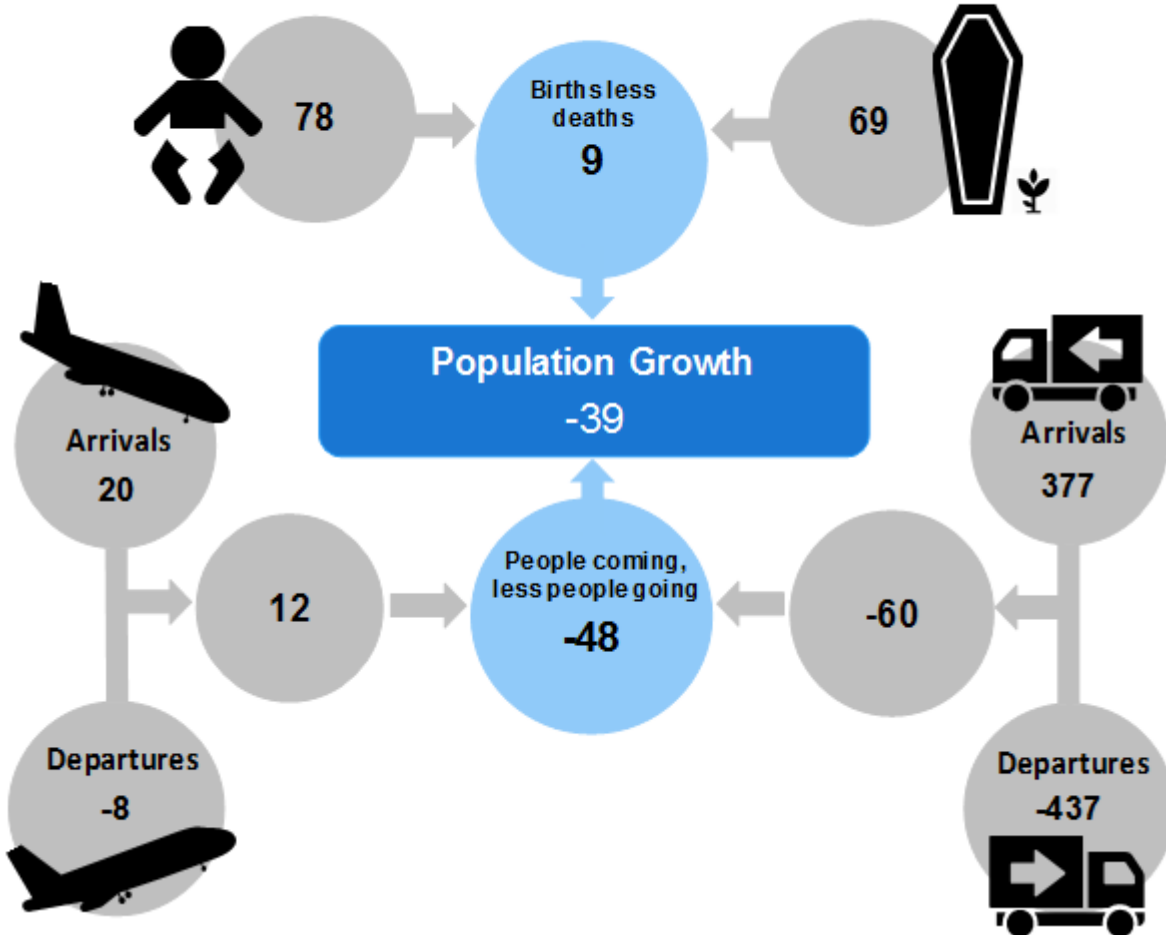 78
Births less
deaths
9
69
Population Growth
-39
Arrivals
20
Arrivals
377
12
People coming,
less people going
-48
-60
Departures
-8
Departures
-437